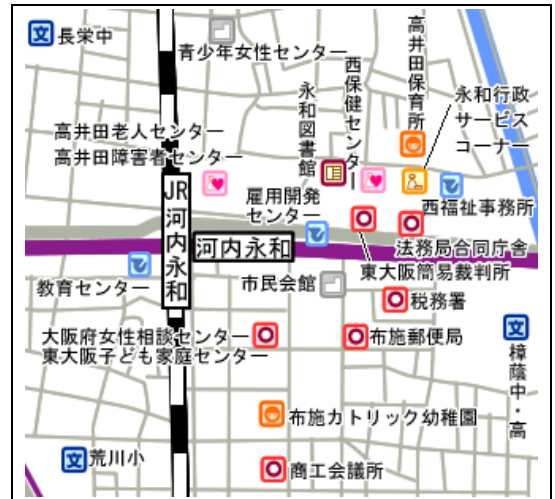 文
長栄中
青少年女性センター
高井田保育所
西保健センター
永和図書館
永和行政
サービス
コーナー
高井田老人センター
高井田障害者センター
雇用開発
センター
西福祉事務所
JR河内永和
河内永和
法務局合同庁舎
東大阪簡易裁判所
教育センター
市民会館
税務署
大阪府女性相談センター
東大阪子ども家庭センター
布施郵便局
文
樟蔭中・高
布施カトリック幼稚園
文
荒川小
商工会議所